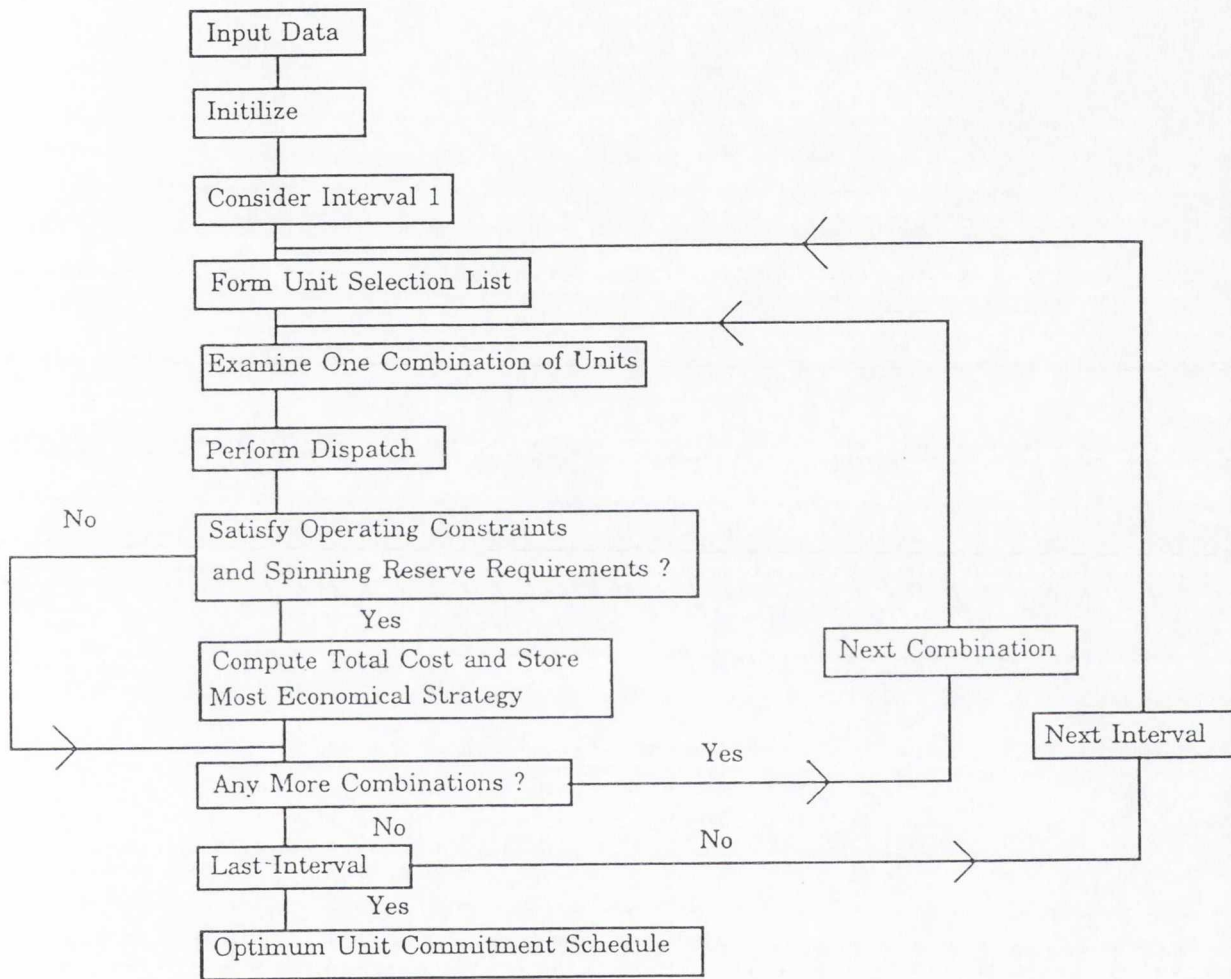 Input Data
Initilize
Consider Interval 1
Form Unit Selection List
Examine One Combination of Units
Perform Dispatch
No
Satisfy Operating Constraints
and Spinning Reserve Requirements ?
Yes
Compute Total Cost and Store
Most Economical Strategy
Next Combination
Next Interval
Any More Combinations ?
Yes
No
Last-Interval
No
Yes
Optimum Unit Commitment Schedule